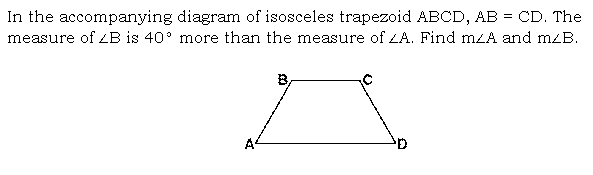 In the accompanying diagram of isosceles trapezoid ABCD, AB = CD. The
measure of ∠B is 40° more than the measure of ∠A. Find m∠A and m∠B.
B C
A D